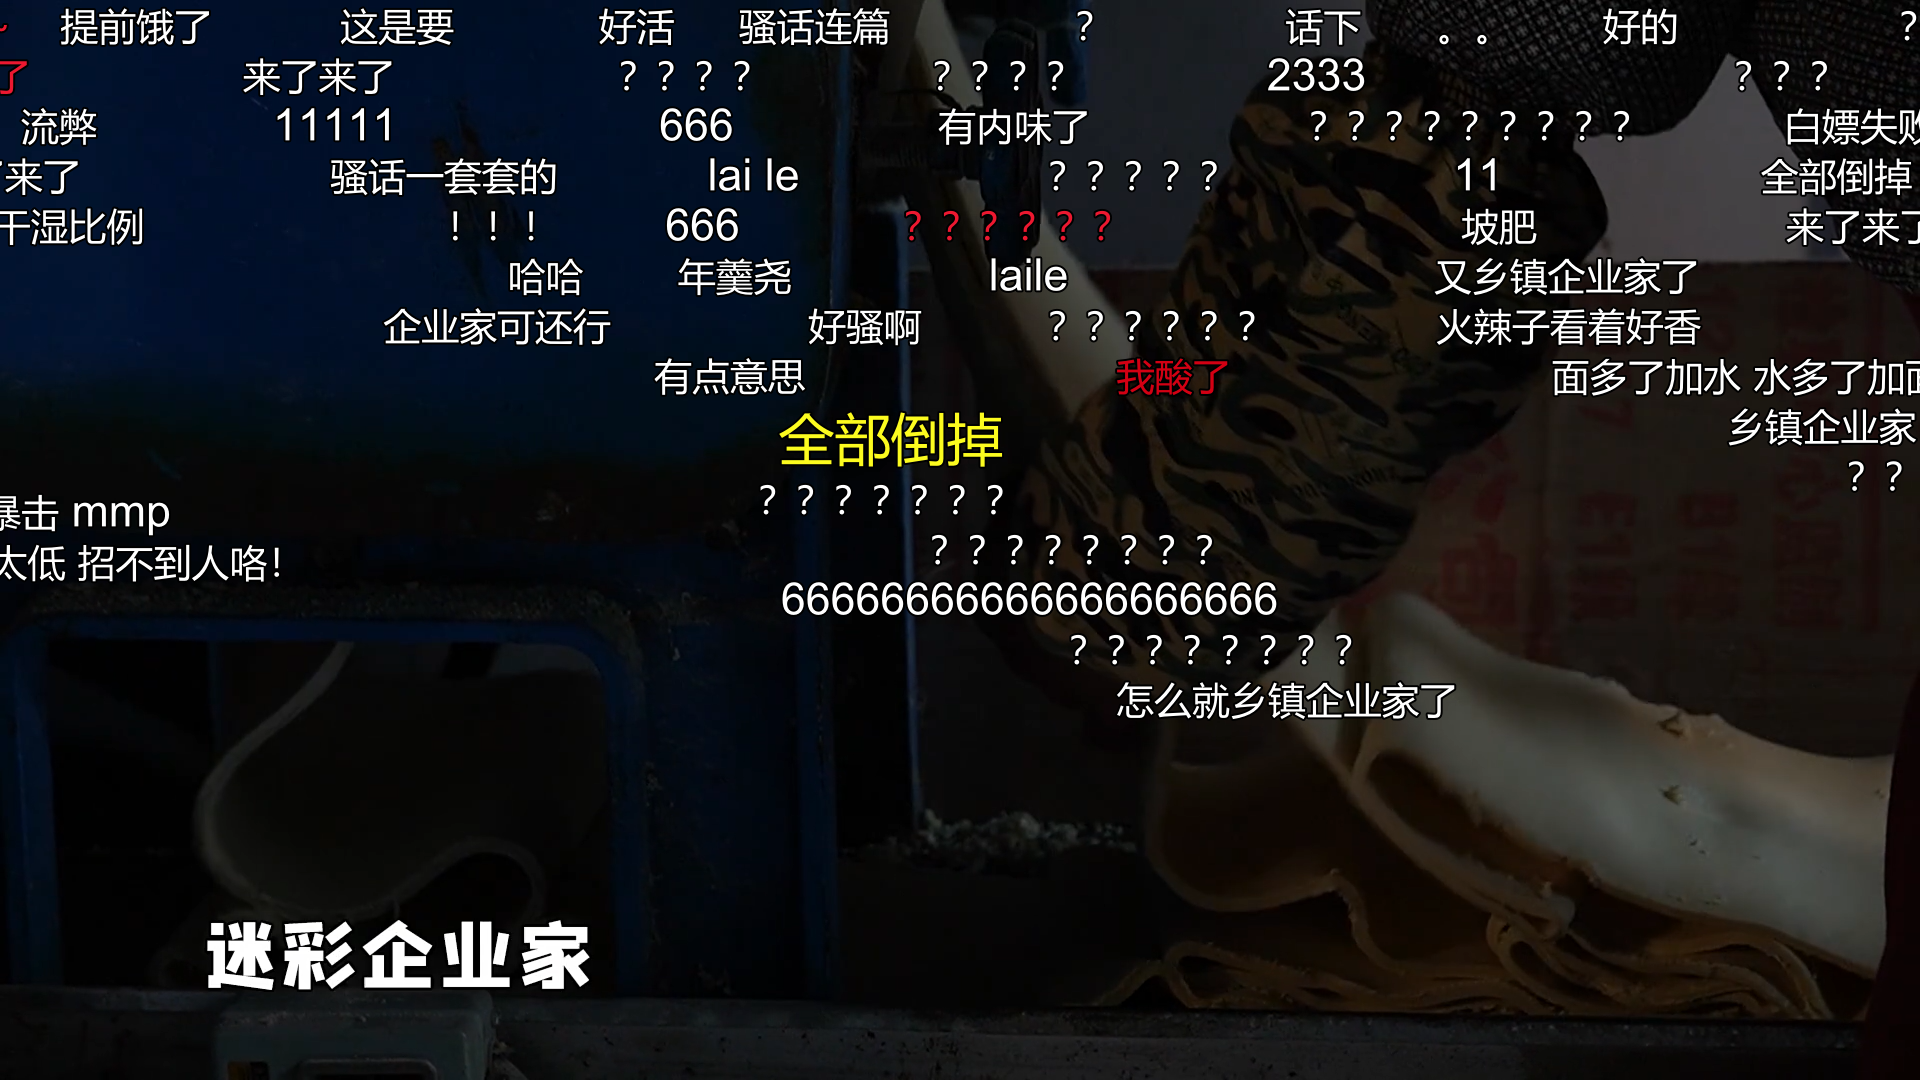 提前饿了 这是要 好活 骚话连篇 ? 话下 。。 好的 ?
了 来了来了 ???? ???? 2333 ???
流弊 11111 666 有内味了 ????????? 白嫖失败
来了 骚话一套套的 lai le ????? 11 全部倒掉
干湿比例 !!! 666 ?????? 坡肥 来了来了
哈哈 年羹尧 laile 又乡镇企业家了
企业家可还行 好骚啊 ?????? 火辣子看着好香
有点意思 我酸了 面多了加水 水多了加面
全部倒掉 乡镇企业家
??????? ??
暴击 mmp
???????? 太低 招不到人咯!
66666666666666666666
????????
怎么就乡镇企业家了
迷彩企业家